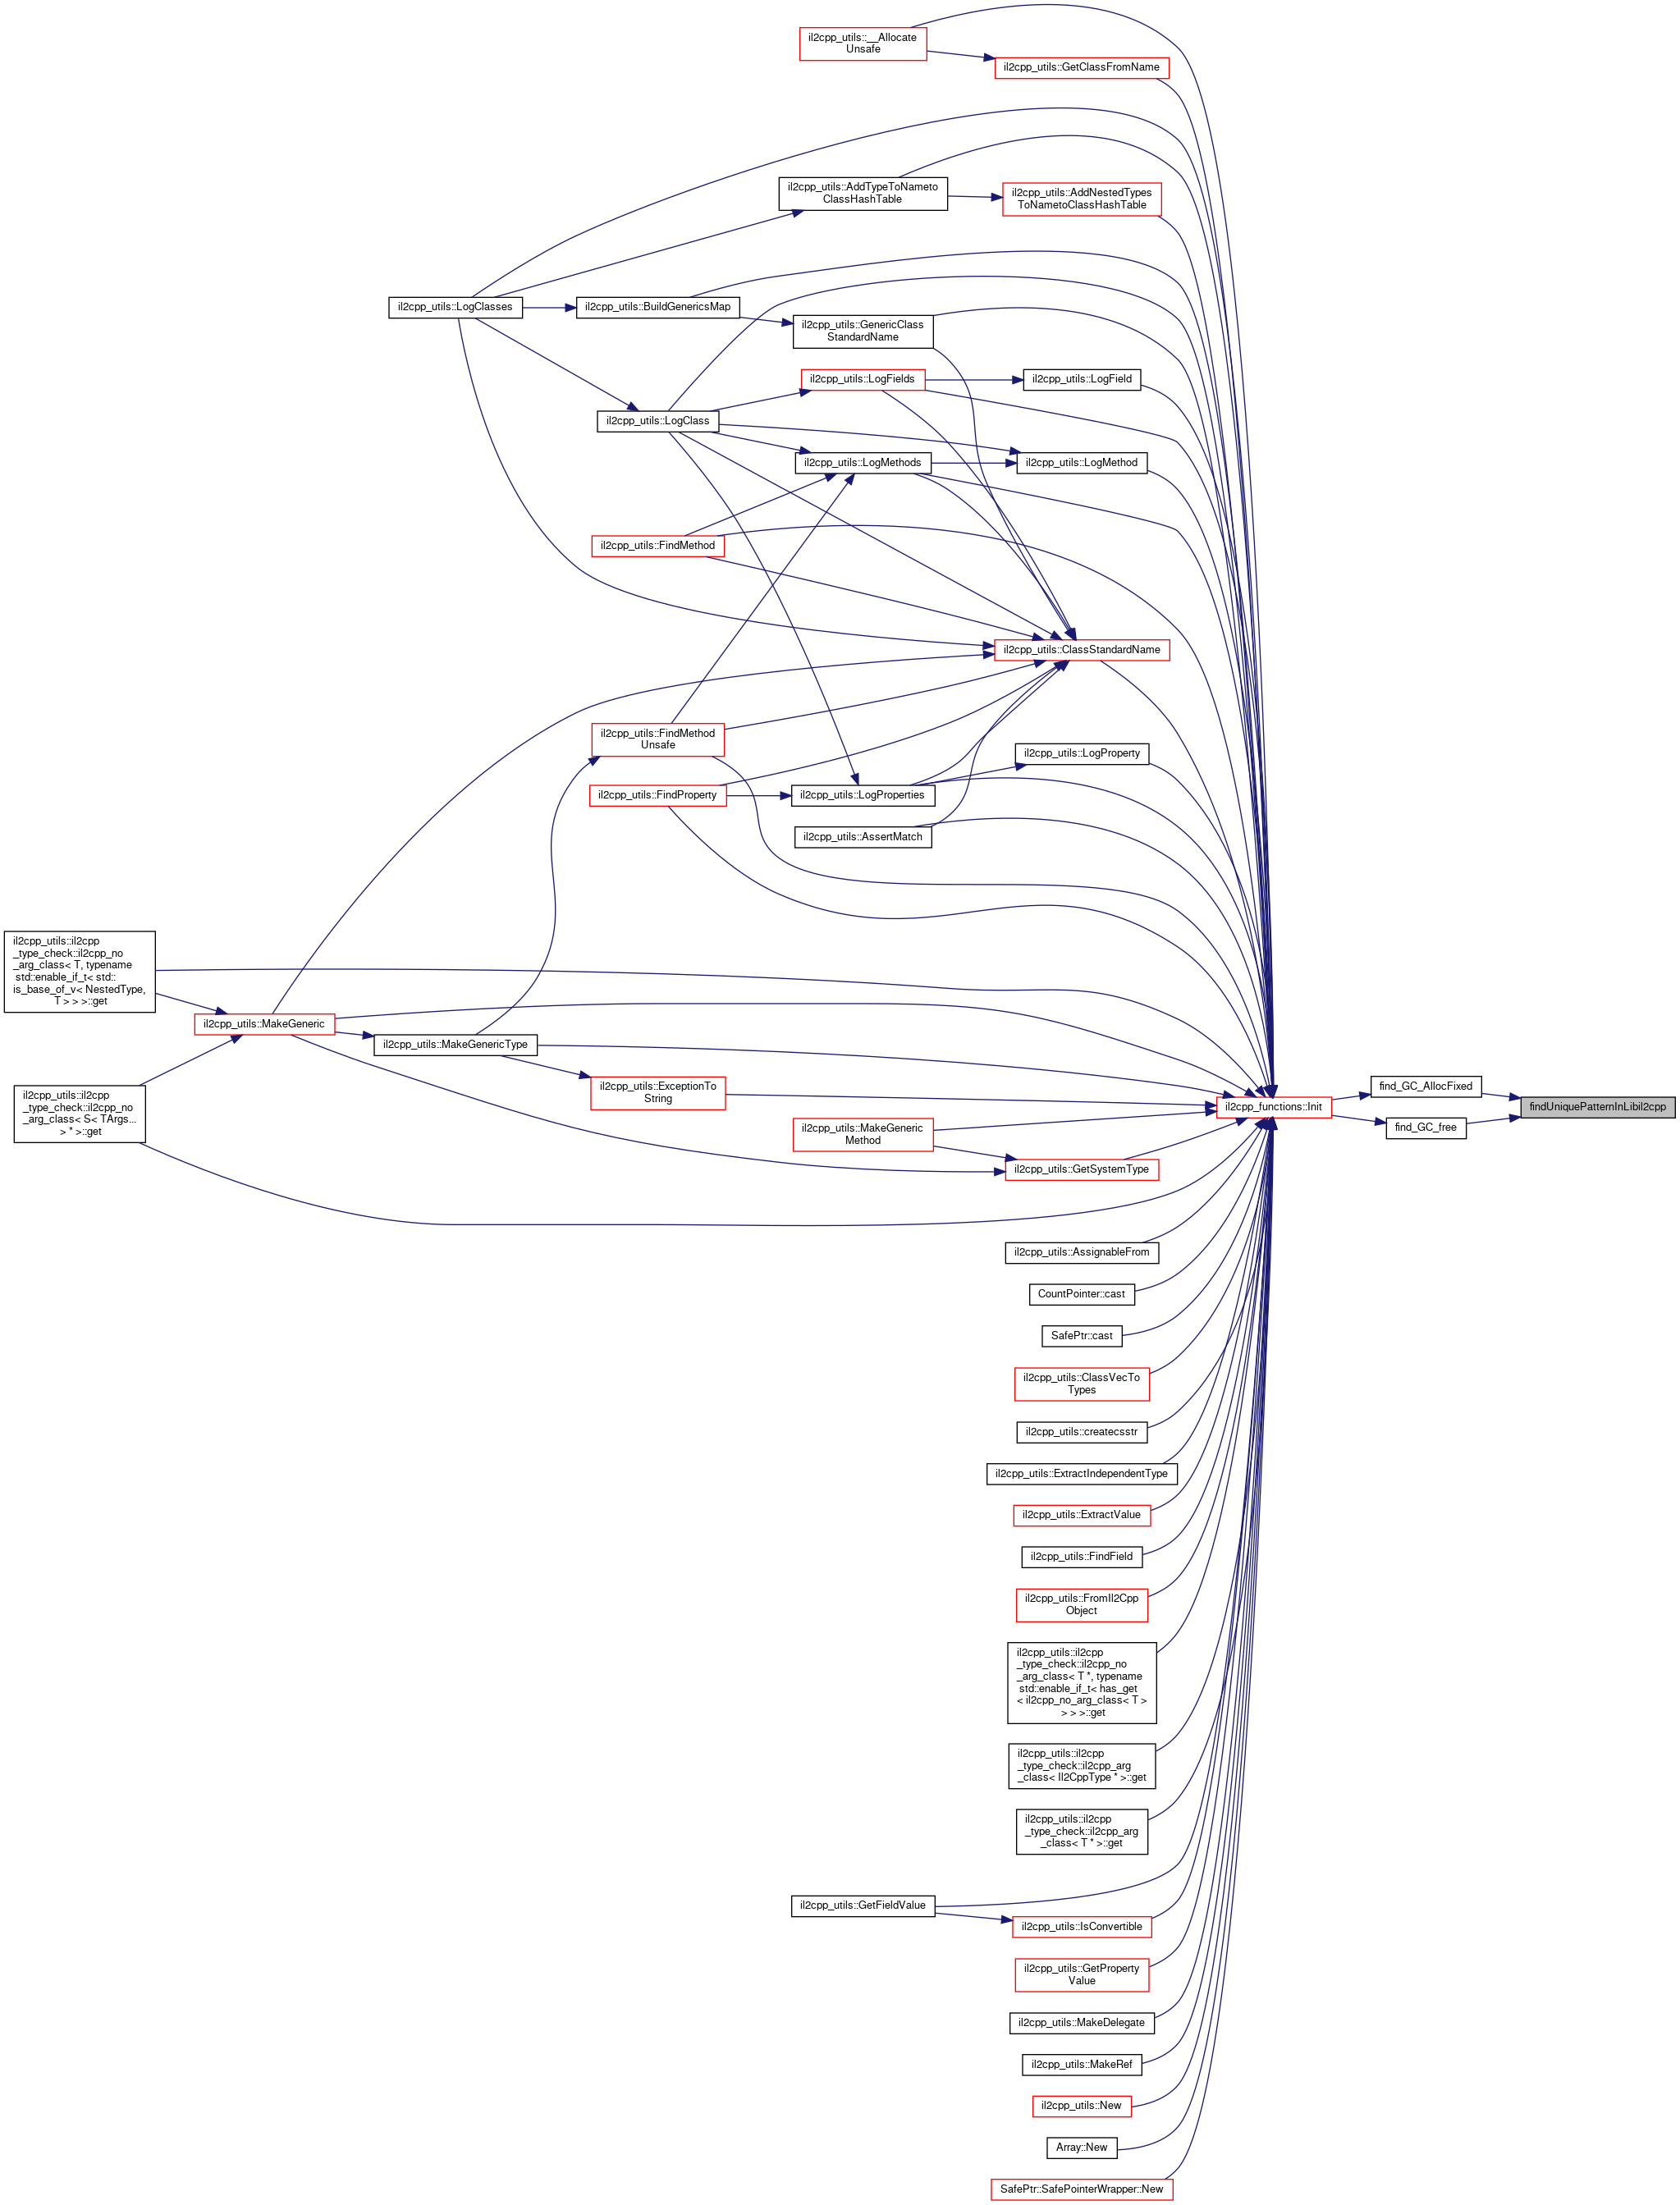 il2cpp_utils::__Allocate
Unsafe
il2cpp_utils::GetClassFromName
il2cpp_utils::AddTypeToNameto
ClassHashTable
il2cpp_utils::AddNestedTypes
ToNametoClassHashTable
il2cpp_utils::LogClasses
il2cpp_utils::BuildGenericsMap
il2cpp_utils::GenericClass
StandardName
il2cpp_utils::LogFields
il2cpp_utils::LogField
il2cpp_utils::LogClass
il2cpp_utils::LogMethods
il2cpp_utils::LogMethod
il2cpp_utils::FindMethod
il2cpp_utils::ClassStandardName
il2cpp_utils::FindMethod
Unsafe
il2cpp_utils::LogProperty
il2cpp_utils::FindProperty
il2cpp_utils::LogProperties
il2cpp_utils::AssertMatch
il2cpp_utils::il2cpp
_type_check::il2cpp_no
_arg_class< T, typename
std::enable_if_t< std::
is_base_of_v< NestedType,
T > > >::get
il2cpp_utils::MakeGeneric
il2cpp_utils::MakeGenericType
il2cpp_utils::il2cpp
_type_check::il2cpp_no
_arg_class< S< TArgs...
> * >::get
il2cpp_utils::ExceptionTo
String
il2cpp_utils::MakeGeneric
Method
il2cpp_utils::GetSystemType
il2cpp_functions::Init
find_GC_AllocFixed
find_GC_free
findUniquePatternInLibil2cpp
il2cpp_utils::AssignableFrom
CountPointer::cast
SafePtr::cast
il2cpp_utils::ClassVecTo
Types
il2cpp_utils::createcsstr
il2cpp_utils::ExtractIndependentType
il2cpp_utils::ExtractValue
il2cpp_utils::FindField
il2cpp_utils::FromIl2Cpp
Object
il2cpp_utils::il2cpp
_type_check::il2cpp_no
_arg_class< T *, typename
std::enable_if_t< has_get
< il2cpp_no_arg_class< T >
> > >::get
il2cpp_utils::il2cpp
_type_check::il2cpp_arg
_class< Il2CppType * >::get
il2cpp_utils::il2cpp
_type_check::il2cpp_arg
_class< T * >::get
il2cpp_utils::GetFieldValue
il2cpp_utils::IsConvertible
il2cpp_utils::GetProperty
Value
il2cpp_utils::MakeDelegate
il2cpp_utils::MakeRef
il2cpp_utils::New
Array::New
SafePtr::SafePointerWrapper::New